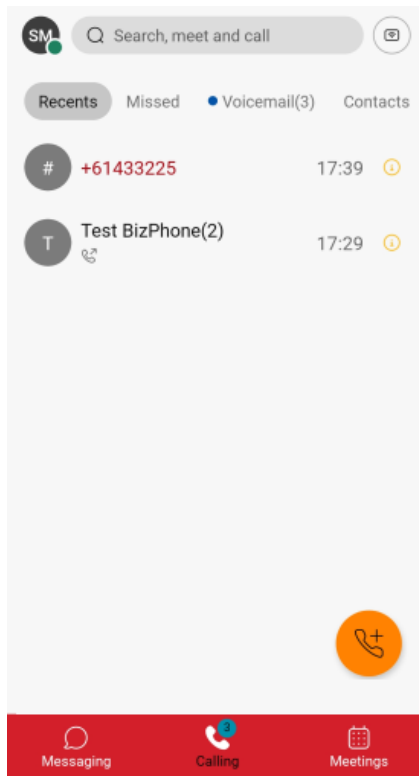 SM Search, meet and call
Recents Missed Voicemail(3) Contacts
# +61433225 17:39
T Test BizPhone(2) 17:29
3
Messaging Calling Meetings